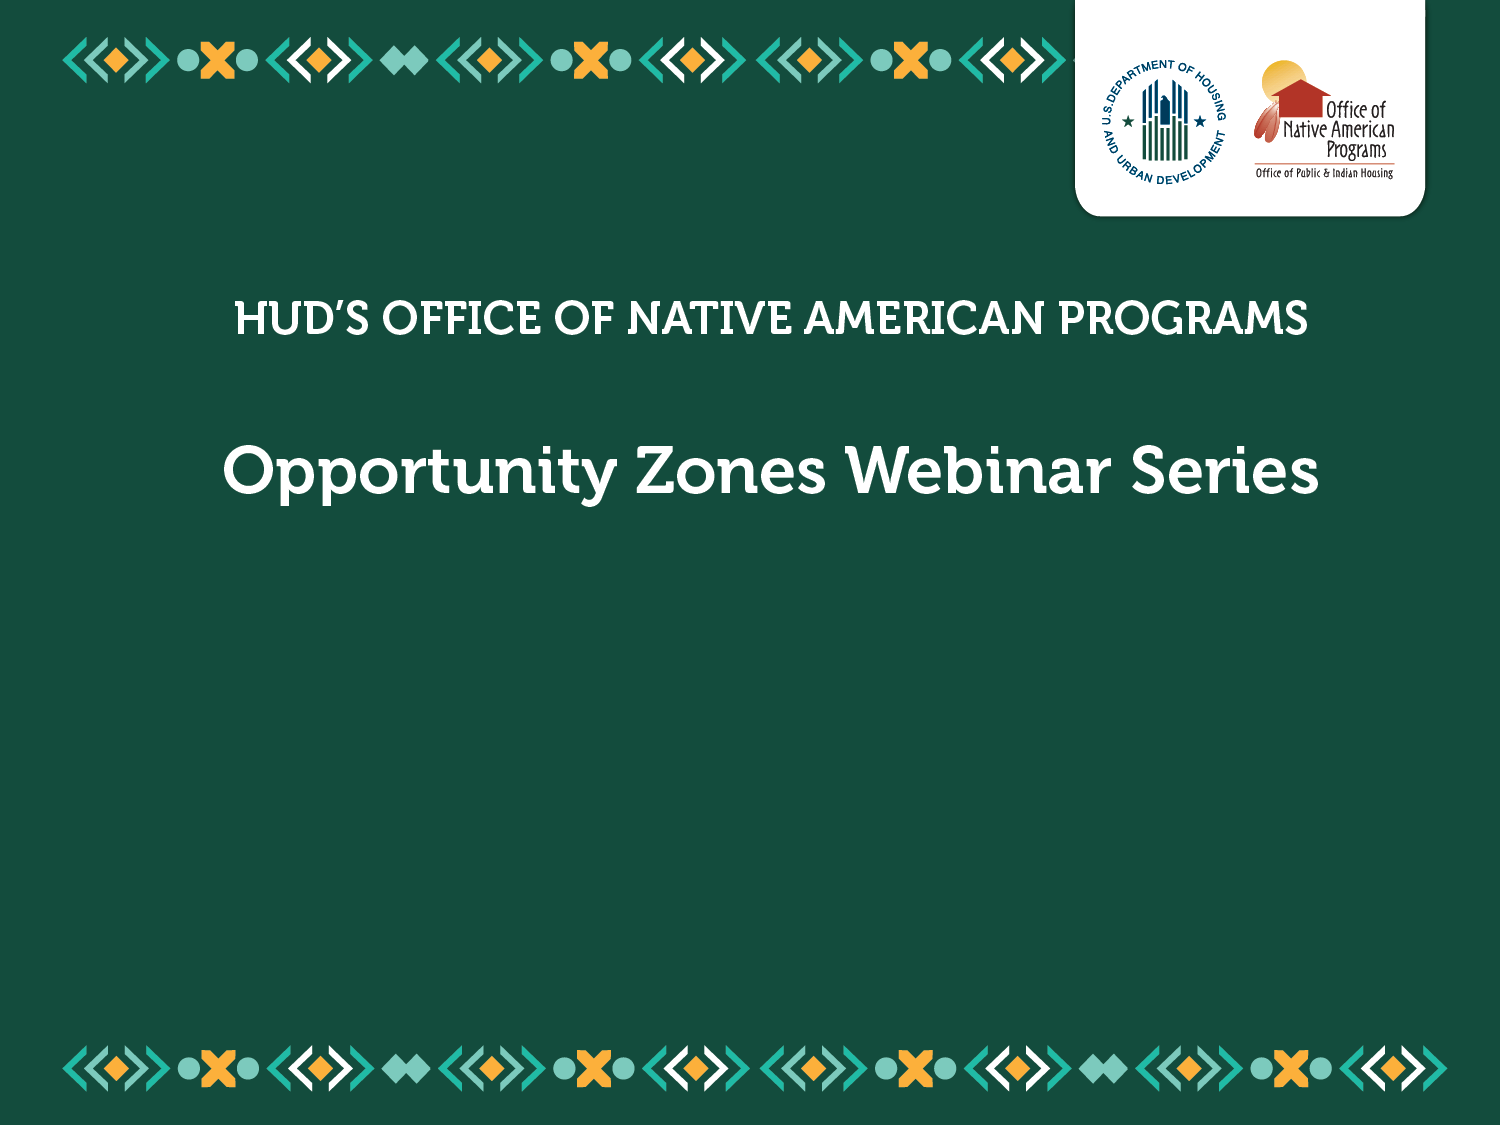 U.S. DEPARTMENT OF HOUSING
AND URBAN DEVELOPMENT
Office of
Native American
Programs
Office of Public & Indian Housing
HUD’S OFFICE OF NATIVE AMERICAN PROGRAMS
Opportunity Zones Webinar Series